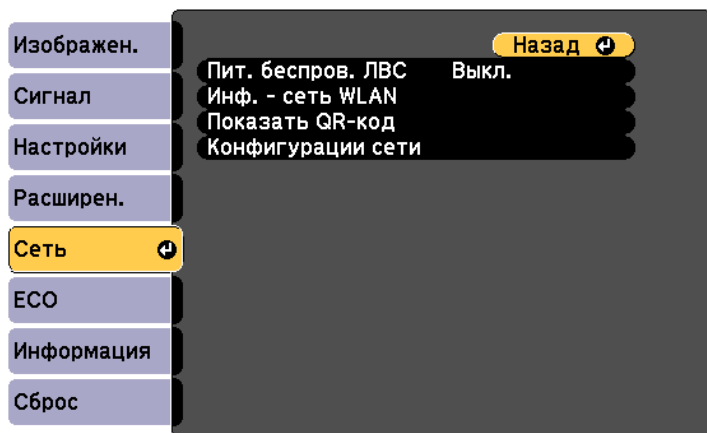 Изображен.
Сигнал
Настройки
Расширен.
Сеть
ECO
Информация
Сброс
Назад
Пит. беспров. ЛВС Выкл.
Инф. - сеть WLAN
Показать QR-код
Конфигурации сети